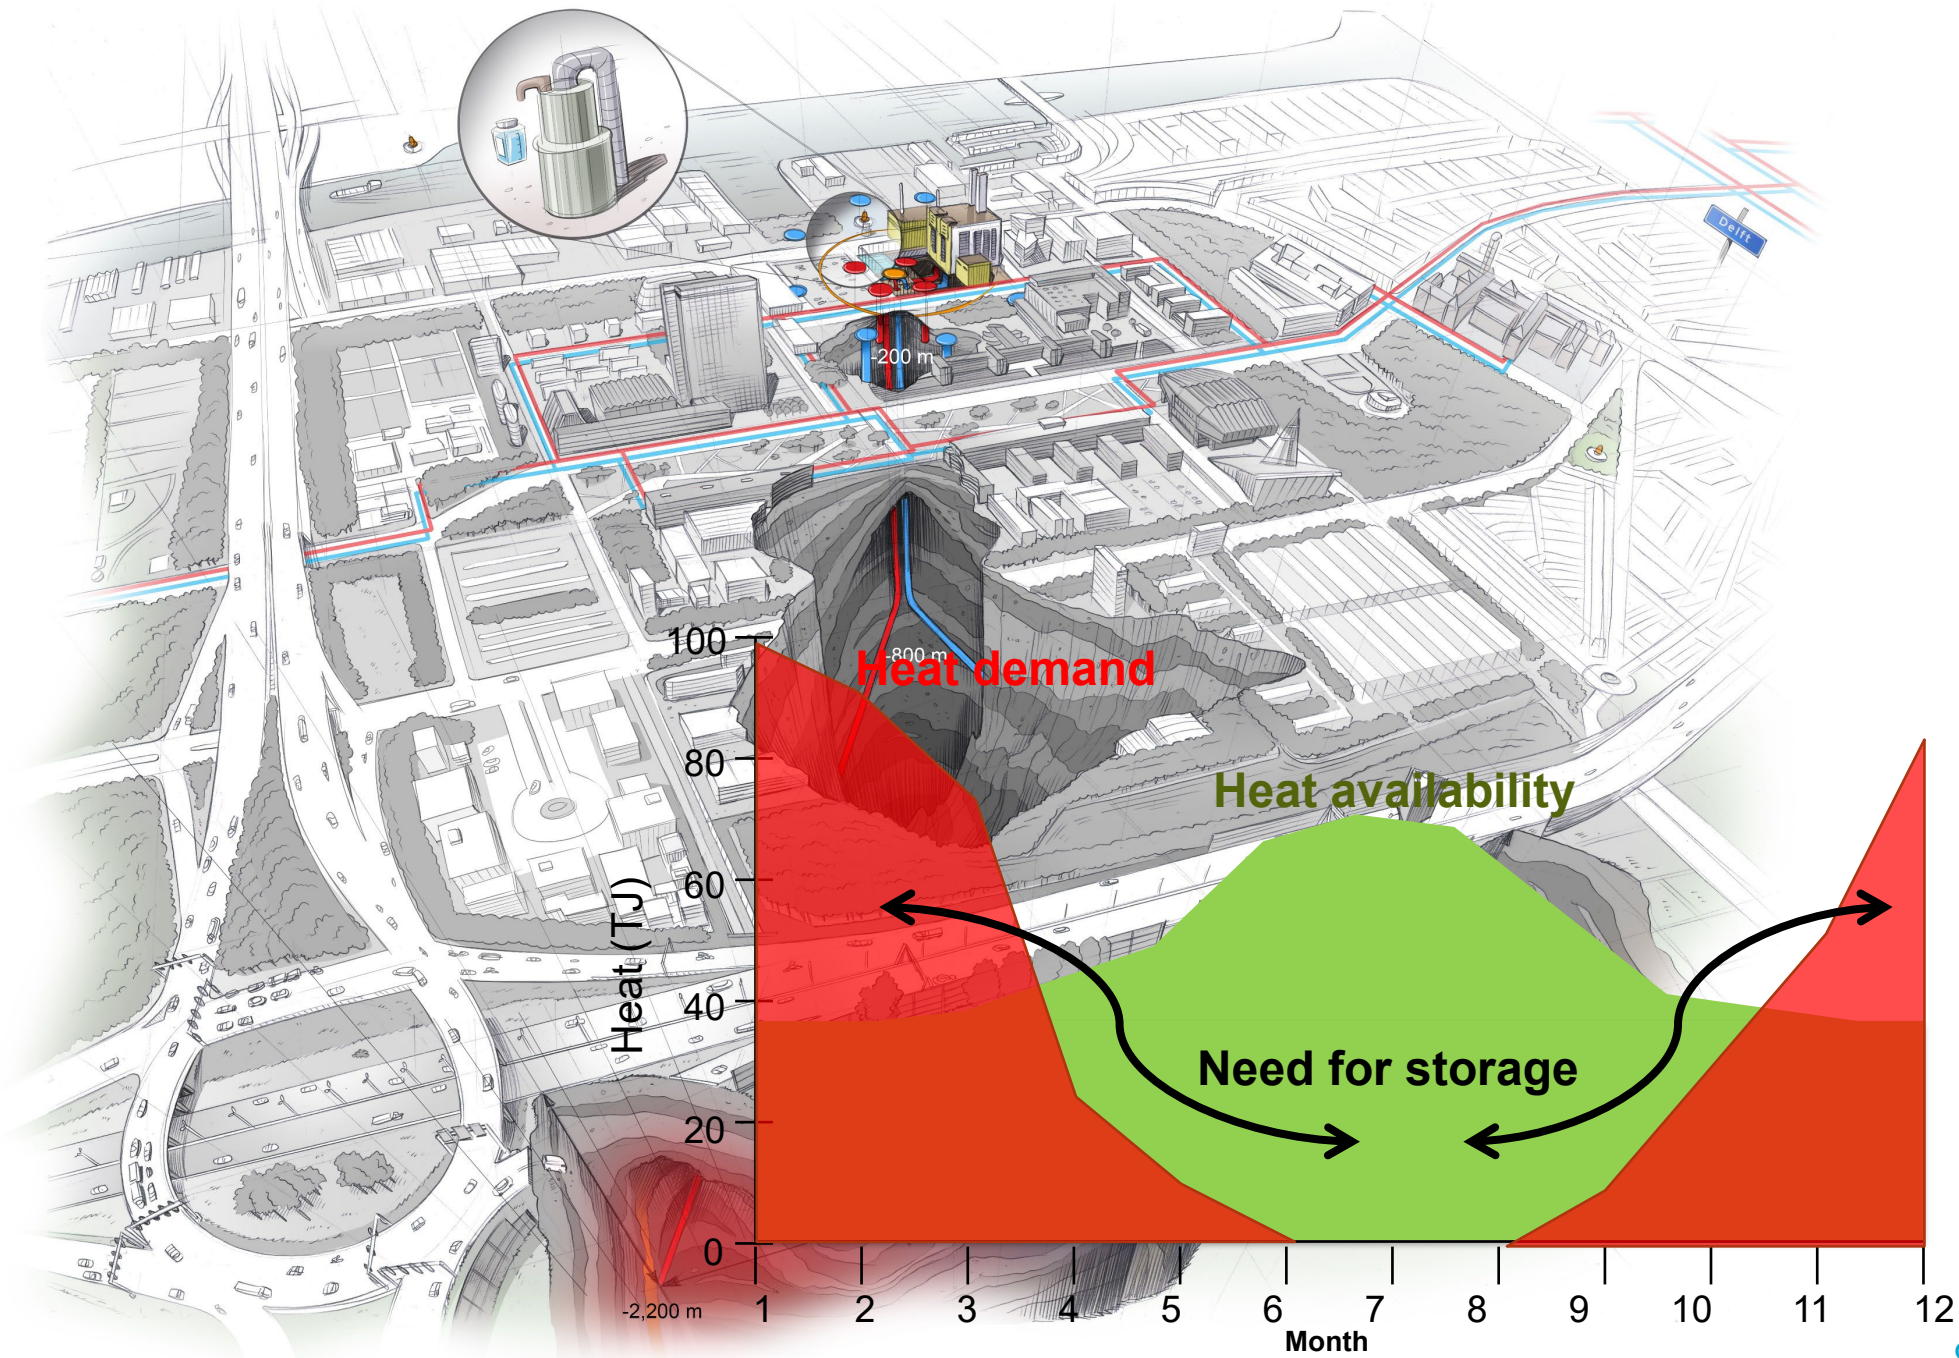 Delft
-200 m
-800 m
Heat demand
Heat availability
Need for storage
Heat (TJ)
100
80
60
40
20
0
-2,200 m
1 2 3 4 5 6 7 8 9 10 11 12
Month